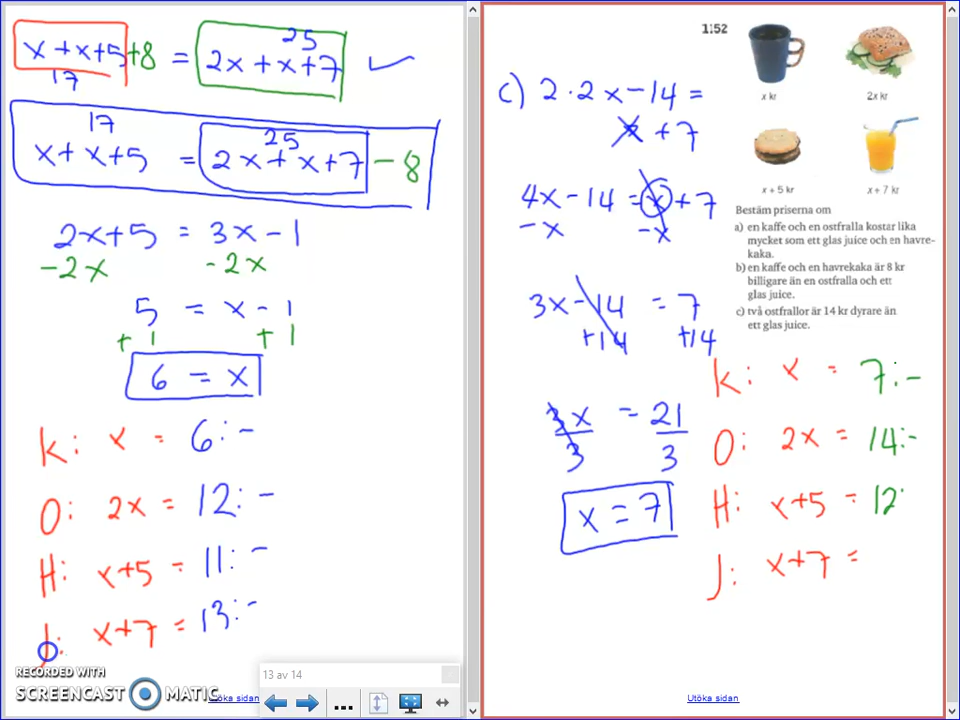 x + x + 5 + 8 = 2x + x + 7 ✓
17
25
x + x + 5 = 2x + x + 7 - 8
17
25
2x + 5 = 3x - 1
-2x -2x
5 = x - 1
+1 +1
6 = x
K: x = 6:-
O: 2x = 12:-
H: x+5 = 11:-
J: x+7 = 13:-
RECORDED WITH
SCREENCAST MATIC
Utöka sidan
13 av 14
1152
x kr
2x kr
x + 5 kr
x + 7 kr
Bestäm priserna om
a) en kaffe och en ostfralla kostar lika
mycket som ett glas juice och en havre-
kaka.
b) en kaffe och en havrekaka är 8 kr
billigare än en ostfralla och ett
glas juice.
c) två ostfrallor är 14 kr dyrare än
ett glas juice.
c) 2 · 2x - 14 =
x + 7
4x - 14 = x + 7
-x -x
3x - 14 = 7
+14 +14
3x = 21
3 3
x = 7
K: x = 7:-
O: 2x = 14:-
H: x+5 = 12:
J: x+7 =
Utöka sidan